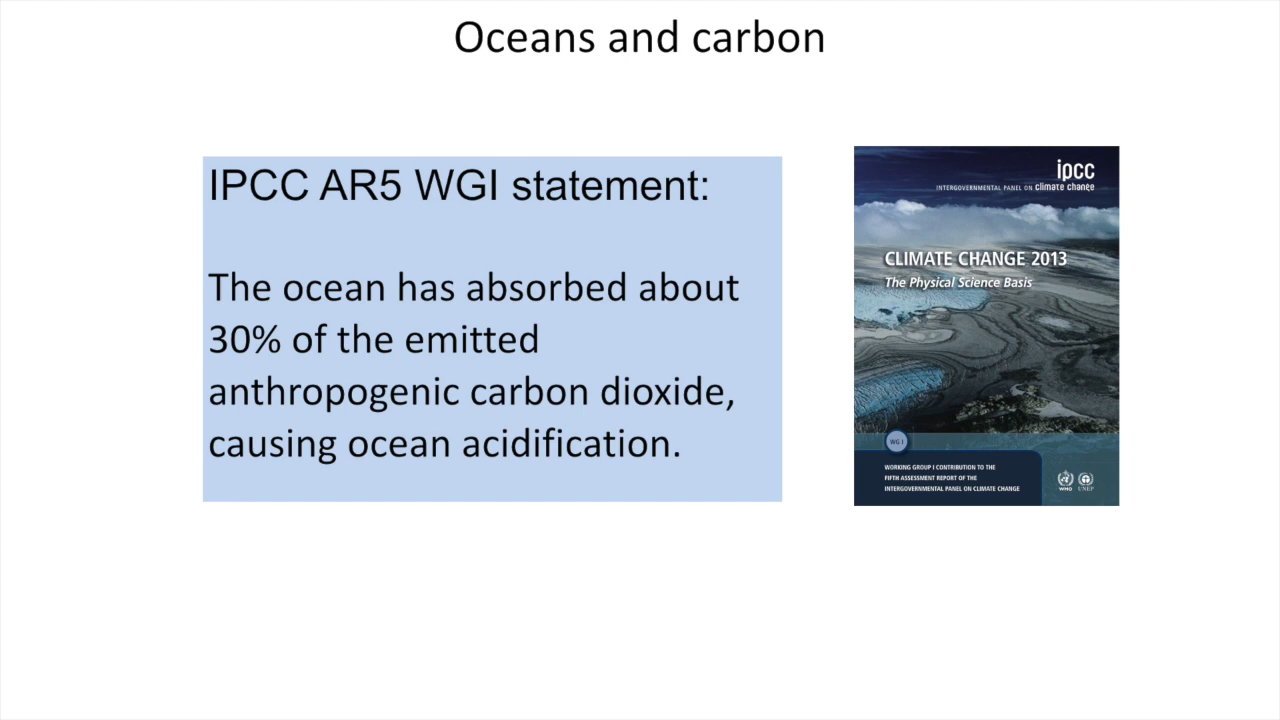 Oceans and carbon
IPCC AR5 WGI statement:
The ocean has absorbed about
30% of the emitted
anthropogenic carbon dioxide,
causing ocean acidification.
ipcc
INTERGOVERNMENTAL PANEL ON climate change
CLIMATE CHANGE 2013
The Physical Science Basis
WG I
WORKING GROUP I CONTRIBUTION TO THE
FIFTH ASSESSMENT REPORT OF THE
INTERGOVERNMENTAL PANEL ON CLIMATE CHANGE
WMO UNEP